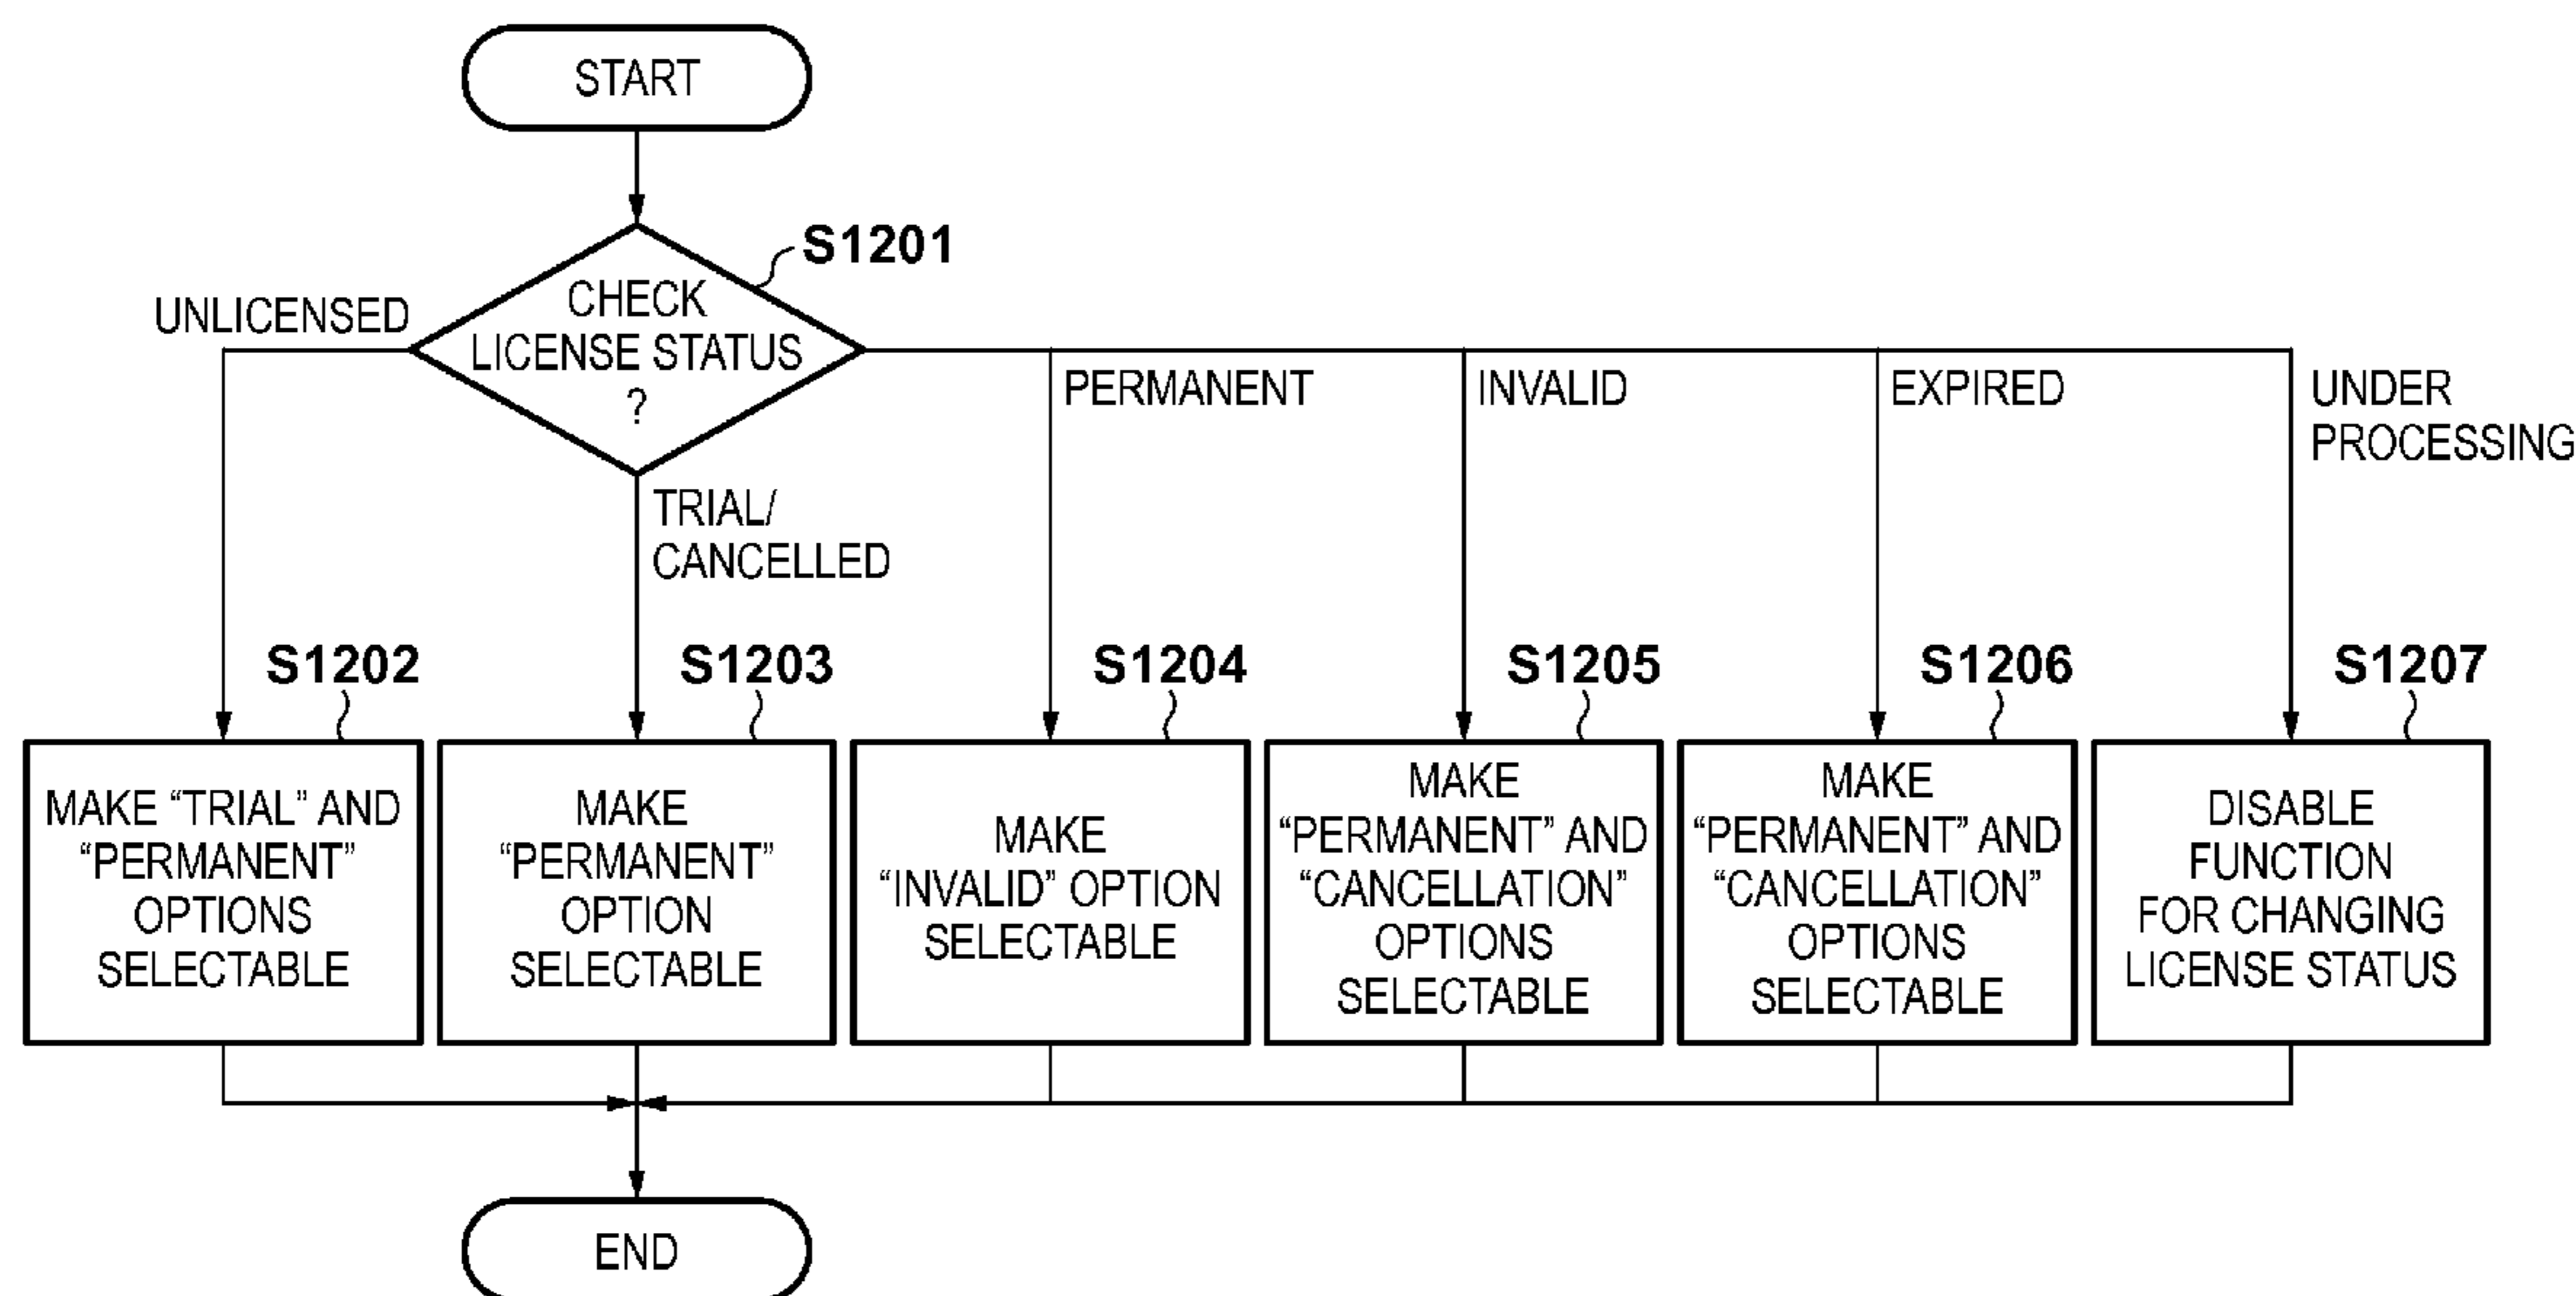 START
S1201
CHECK
LICENSE STATUS
?
UNLICENSED
TRIAL/
CANCELLED
PERMANENT
INVALID
EXPIRED
UNDER
PROCESSING
S1202
MAKE “TRIAL” AND
“PERMANENT”
OPTIONS
SELECTABLE
S1203
MAKE
“PERMANENT”
OPTION
SELECTABLE
S1204
MAKE
“INVALID” OPTION
SELECTABLE
S1205
MAKE
“PERMANENT” AND
“CANCELLATION”
OPTIONS
SELECTABLE
S1206
MAKE
“PERMANENT” AND
“CANCELLATION”
OPTIONS
SELECTABLE
S1207
DISABLE
FUNCTION
FOR CHANGING
LICENSE STATUS
END